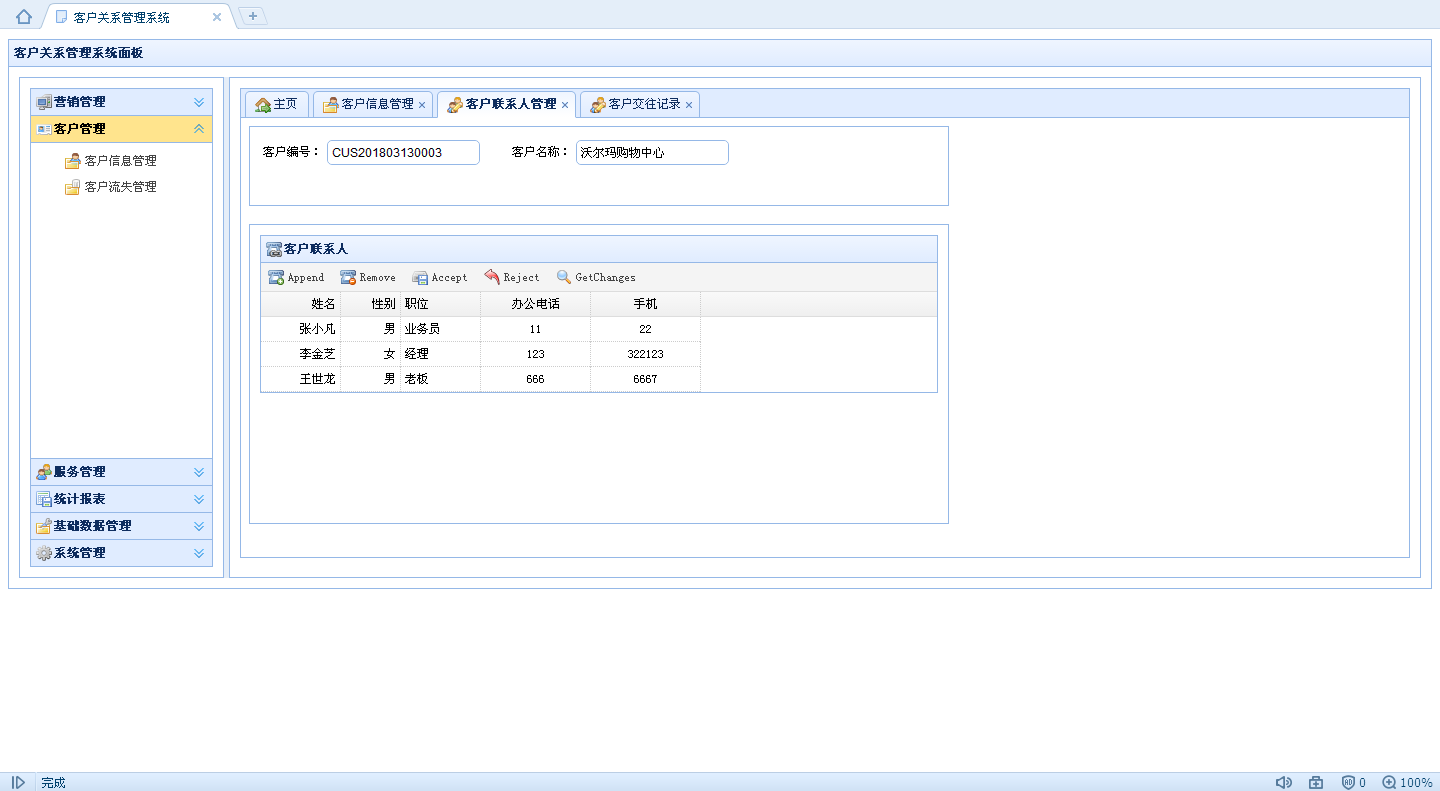 客户关系管理系统
客户关系管理系统面板
营销管理
客户管理
客户信息管理
客户流失管理
服务管理
统计报表
基础数据管理
系统管理
主页 客户信息管理 客户联系人管理 客户交往记录
客户编号： CUS201803130003 客户名称： 沃尔玛购物中心
客户联系人
Append Remove Accept Reject GetChanges
姓名 性别 职位 办公电话 手机
张小凡 男 业务员 11 22
李金芝 女 经理 123 322123
王世龙 男 老板 666 6667
完成 0 100%